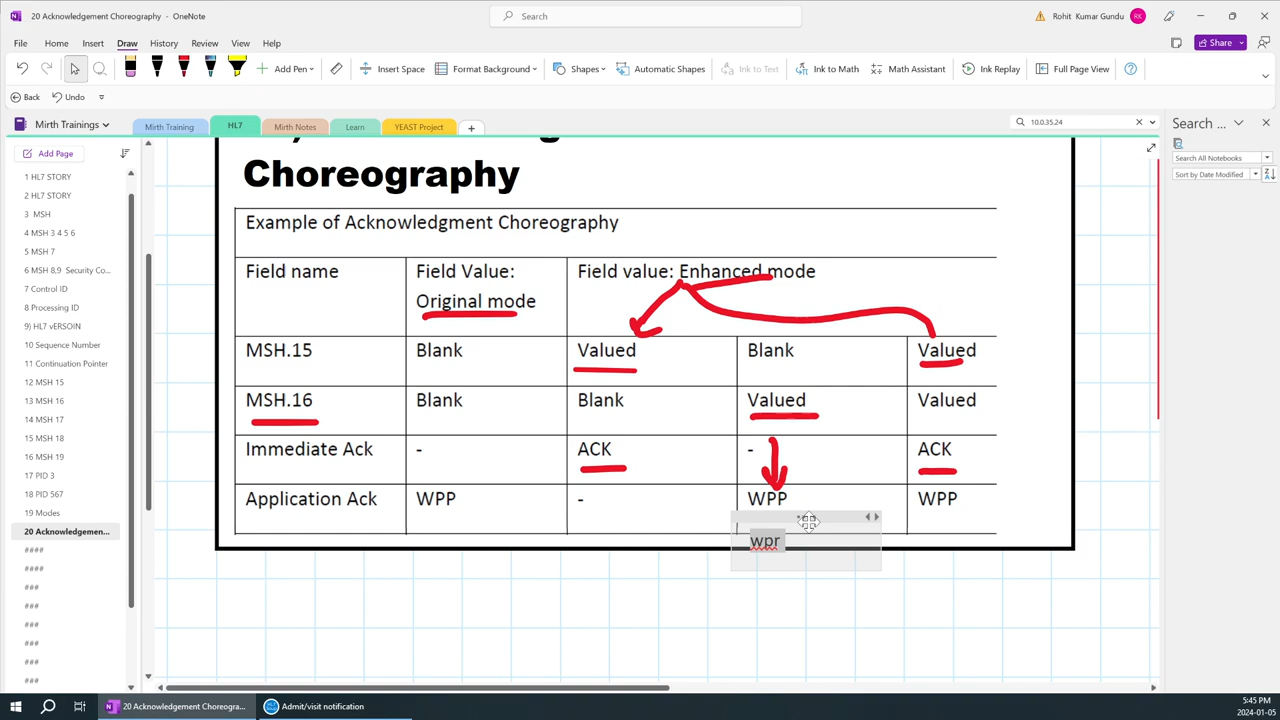 20 Acknowledgement Choreography - OneNote
Search
Rohit Kumar Gundu
RK
File Home Insert Draw History Review View Help
Share
Add Pen
Insert Space
Format Background
Shapes
Automatic Shapes
Ink to Text
Ink to Math
Math Assistant
Ink Replay
Full Page View
Back
Undo
Mirth Trainings
Mirth Training
HL7
Mirth Notes
Learn
YEAST Project
10.0.35.24
Search ...
Search All Notebooks
Sort by Date Modified
Add Page
1 HL7 STORY
2 HL7 STORY
3 MSH
4 MSH 3 4 5 6
5 MSH 7
6 MSH 8,9 Security Co...
7 Control ID
8 Processing ID
9) HL7 vERSOIN
10 Sequence Number
11 Continuation Pointer
12 MSH 15
13 MSH 16
14 MSH 17
15 MSH 18
16 MSH 19
17 PID 3
18 PID 567
19 Modes
20 Acknowledgemen...
####
####
###
###
###
###
###
###
Choreography
Example of Acknowledgment Choreography
Field name Field Value: Field value: Enhanced mode
Original mode
MSH.15 Blank Valued Blank Valued
MSH.16 Blank Blank Valued Valued
Immediate Ack - ACK - ACK
Application Ack WPP - WPP WPP
wpr
20 Acknowledgement Choreogra...
Admit/visit notification
5:45 PM
2024-01-05